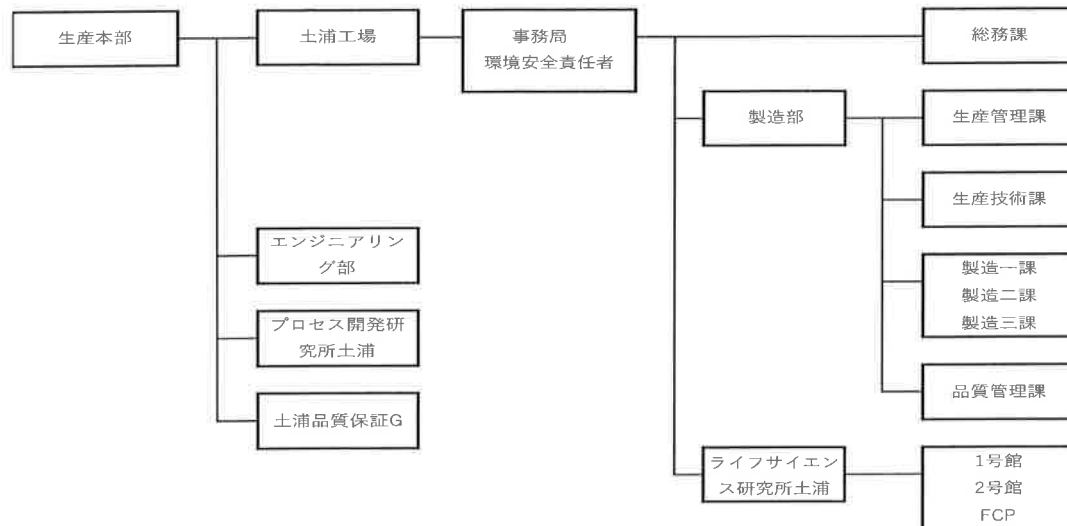 生産本部
土浦工場
事務局
環境安全責任者
総務課
製造部
生産管理課
生産技術課
エンジニアリン
グ部
製造一課
製造二課
製造三課
プロセス開発研
究所土浦
品質管理課
土浦品質保証G
ライフサイエン
ス研究所土浦
1号館
2号館
FCP